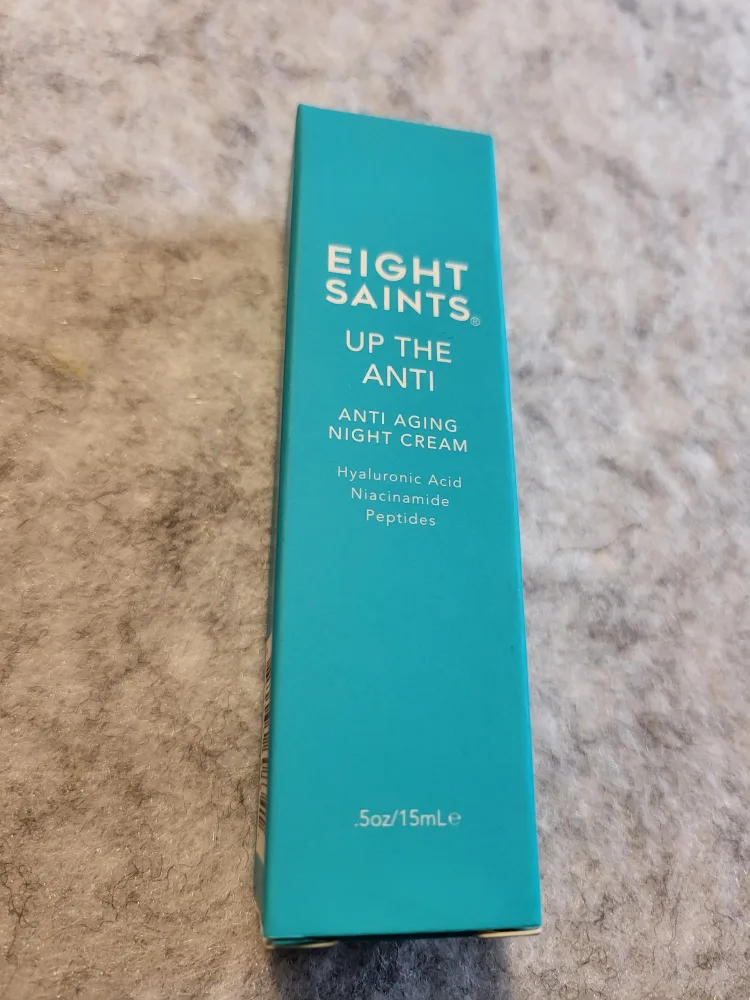 EIGHT
SAINTS®
UP THE
ANTI
ANTI AGING
NIGHT CREAM
Hyaluronic Acid
Niacinamide
Peptides
.5oz/15mL℮